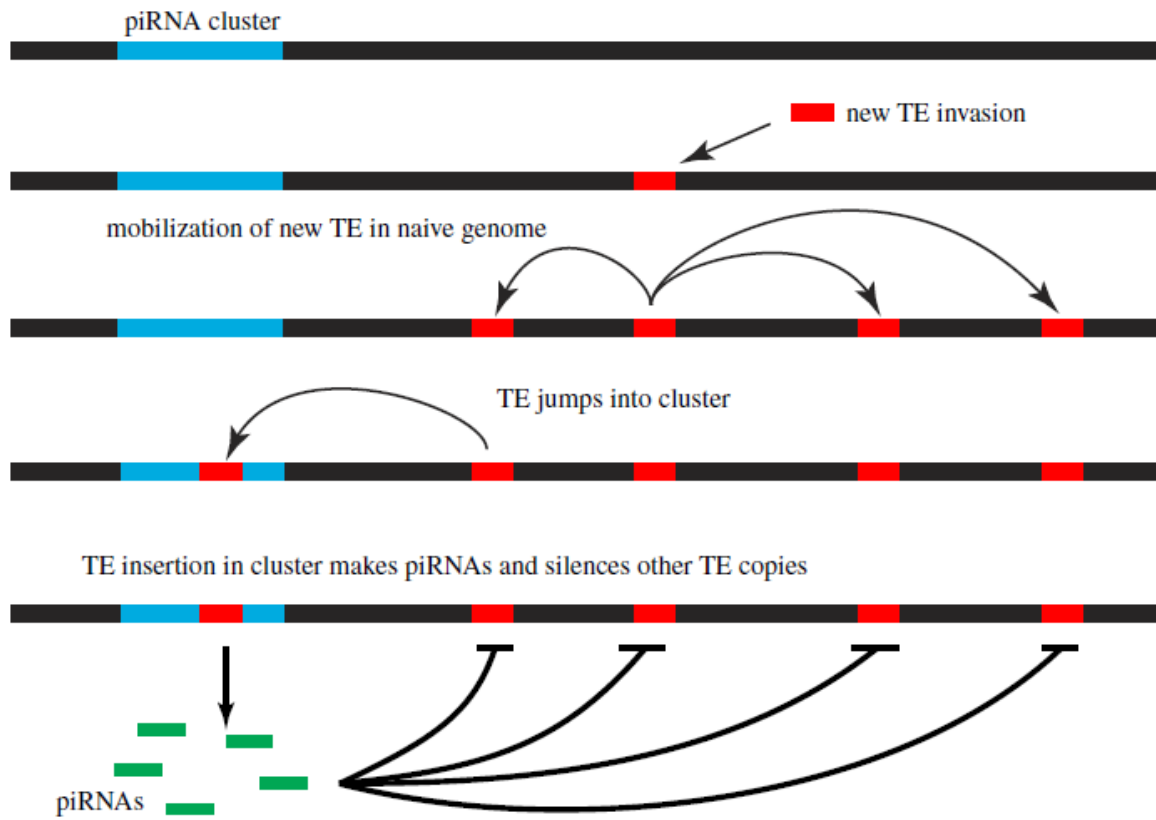 piRNA cluster
new TE invasion
mobilization of new TE in naive genome
TE jumps into cluster
TE insertion in cluster makes piRNAs and silences other TE copies
piRNAs